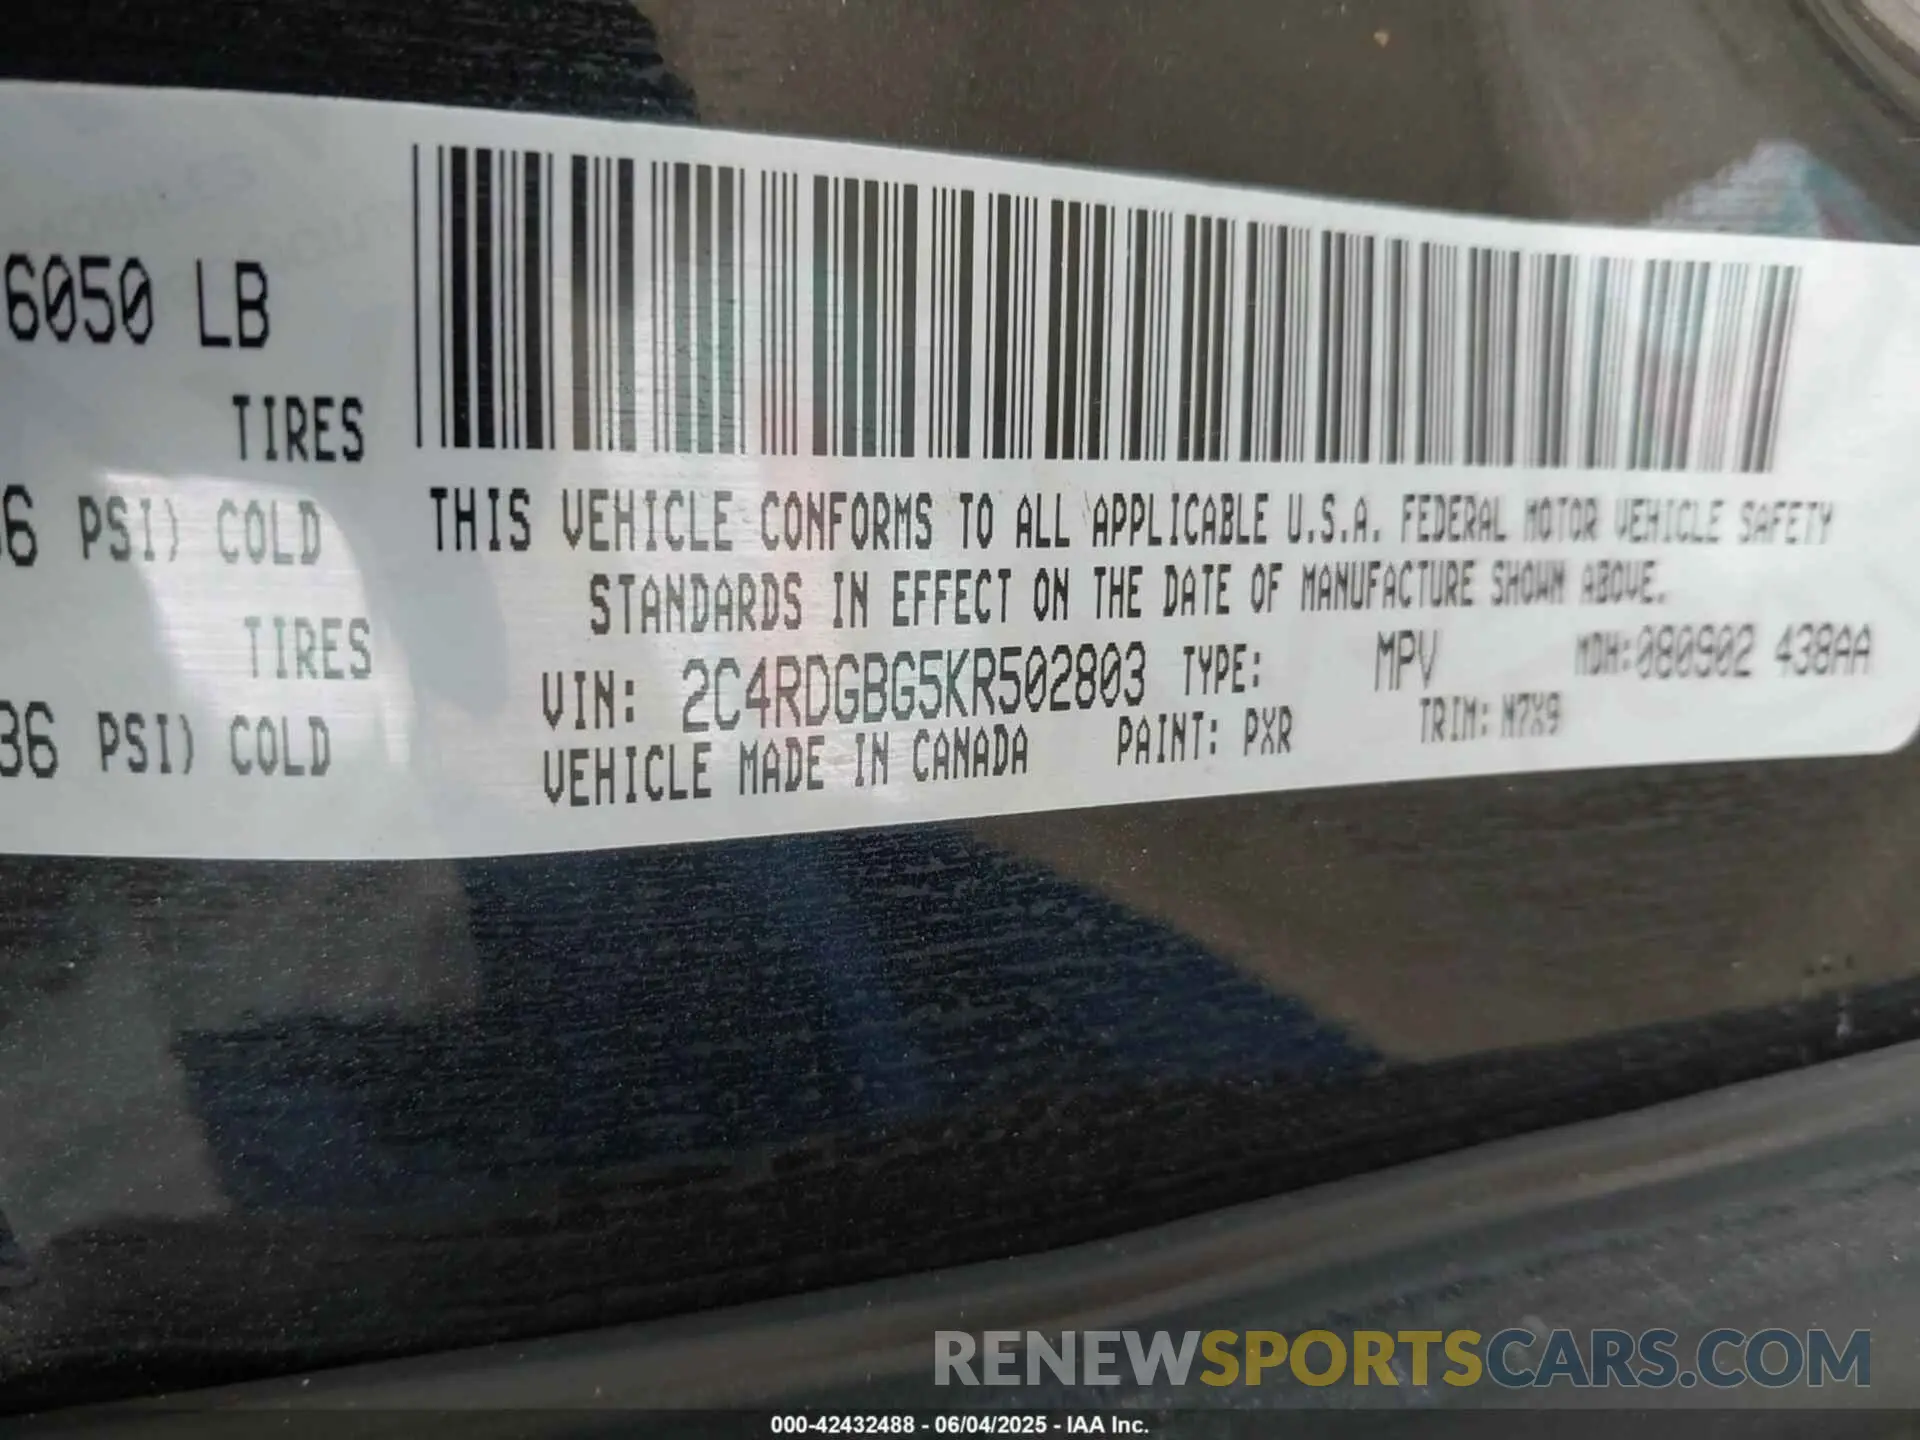 6050 LB
TIRES
36 PSI) COLD
TIRES
36 PSI) COLD
THIS VEHICLE CONFORMS TO ALL APPLICABLE U.S.A. FEDERAL MOTOR VEHICLE SAFETY
STANDARDS IN EFFECT ON THE DATE OF MANUFACTURE SHOWN ABOVE.
VIN: 2C4RDGBG5KR502803 TYPE: MPV MDH:080902 438AA
VEHICLE MADE IN CANADA PAINT: PXR TRIM: M7X9
RENEWSPORTSCARS.COM
000-42432488 - 06/04/2025 - IAA Inc.